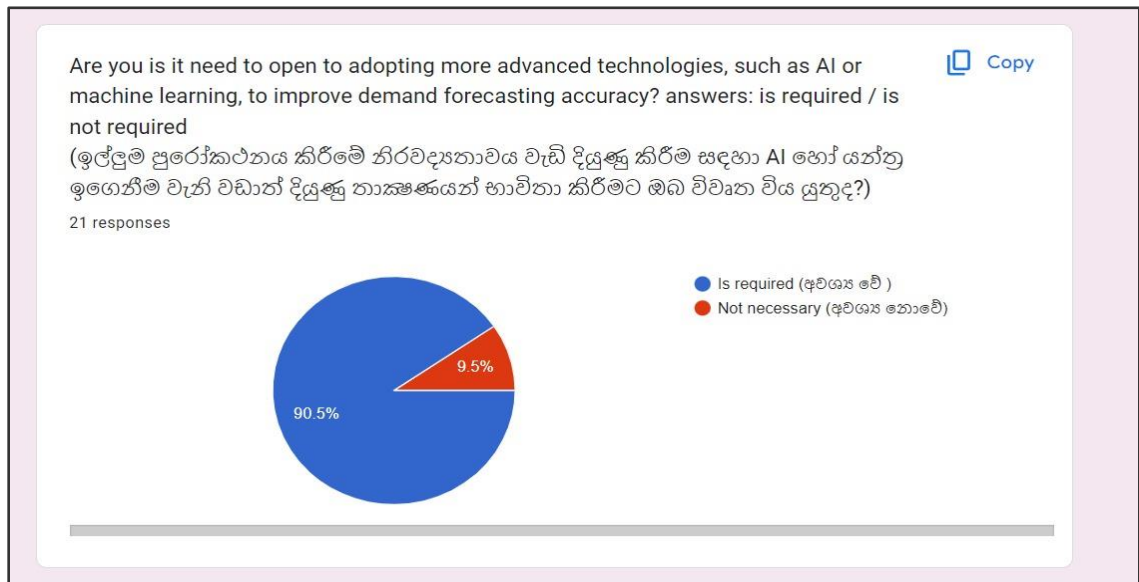 Are you is it need to open to adopting more advanced technologies, such as AI or
machine learning, to improve demand forecasting accuracy? answers: is required / is
not required
(ඉල්ලුම පුරෝකථනය කිරීමේ නිරවද්‍යතාවය වැඩි දියුණු කිරීම සඳහා AI හෝ යන්ත්‍ර
ඉගෙනීම වැනි වඩාත් දියුණු තාක්‍ෂණයන් භාවිතා කිරීමට ඔබ විවෘත විය යුතුද?)
21 responses
Copy
Is required (අවශ්‍ය වේ )
Not necessary (අවශ්‍ය නොවේ)
9.5%
90.5%